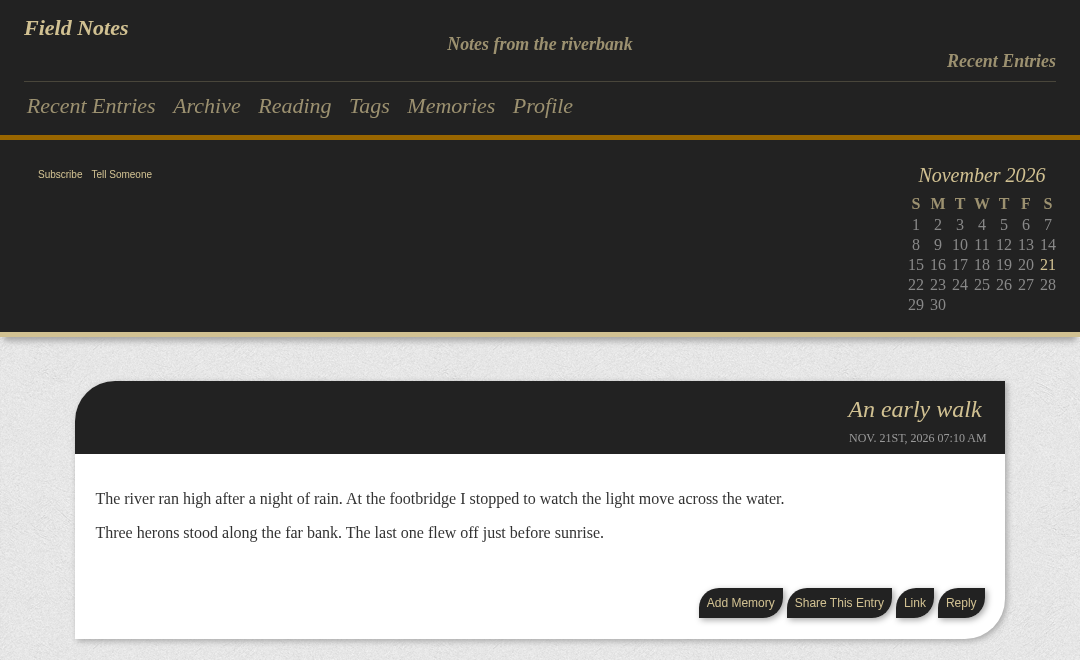 Field Notes
Notes from the riverbank
Recent Entries
Recent Entries Archive Reading Tags Memories Profile
Subscribe Tell Someone
November 2026
S M T W T F S
1 2 3 4 5 6 7
8 9 10 11 12 13 14
15 16 17 18 19 20 21
22 23 24 25 26 27 28
29 30
An early walk
NOV. 21ST, 2026 07:10 AM
The river ran high after a night of rain. At the footbridge I stopped to watch the light move across the water.
Three herons stood along the far bank. The last one flew off just before sunrise.
Add Memory Share This Entry Link Reply